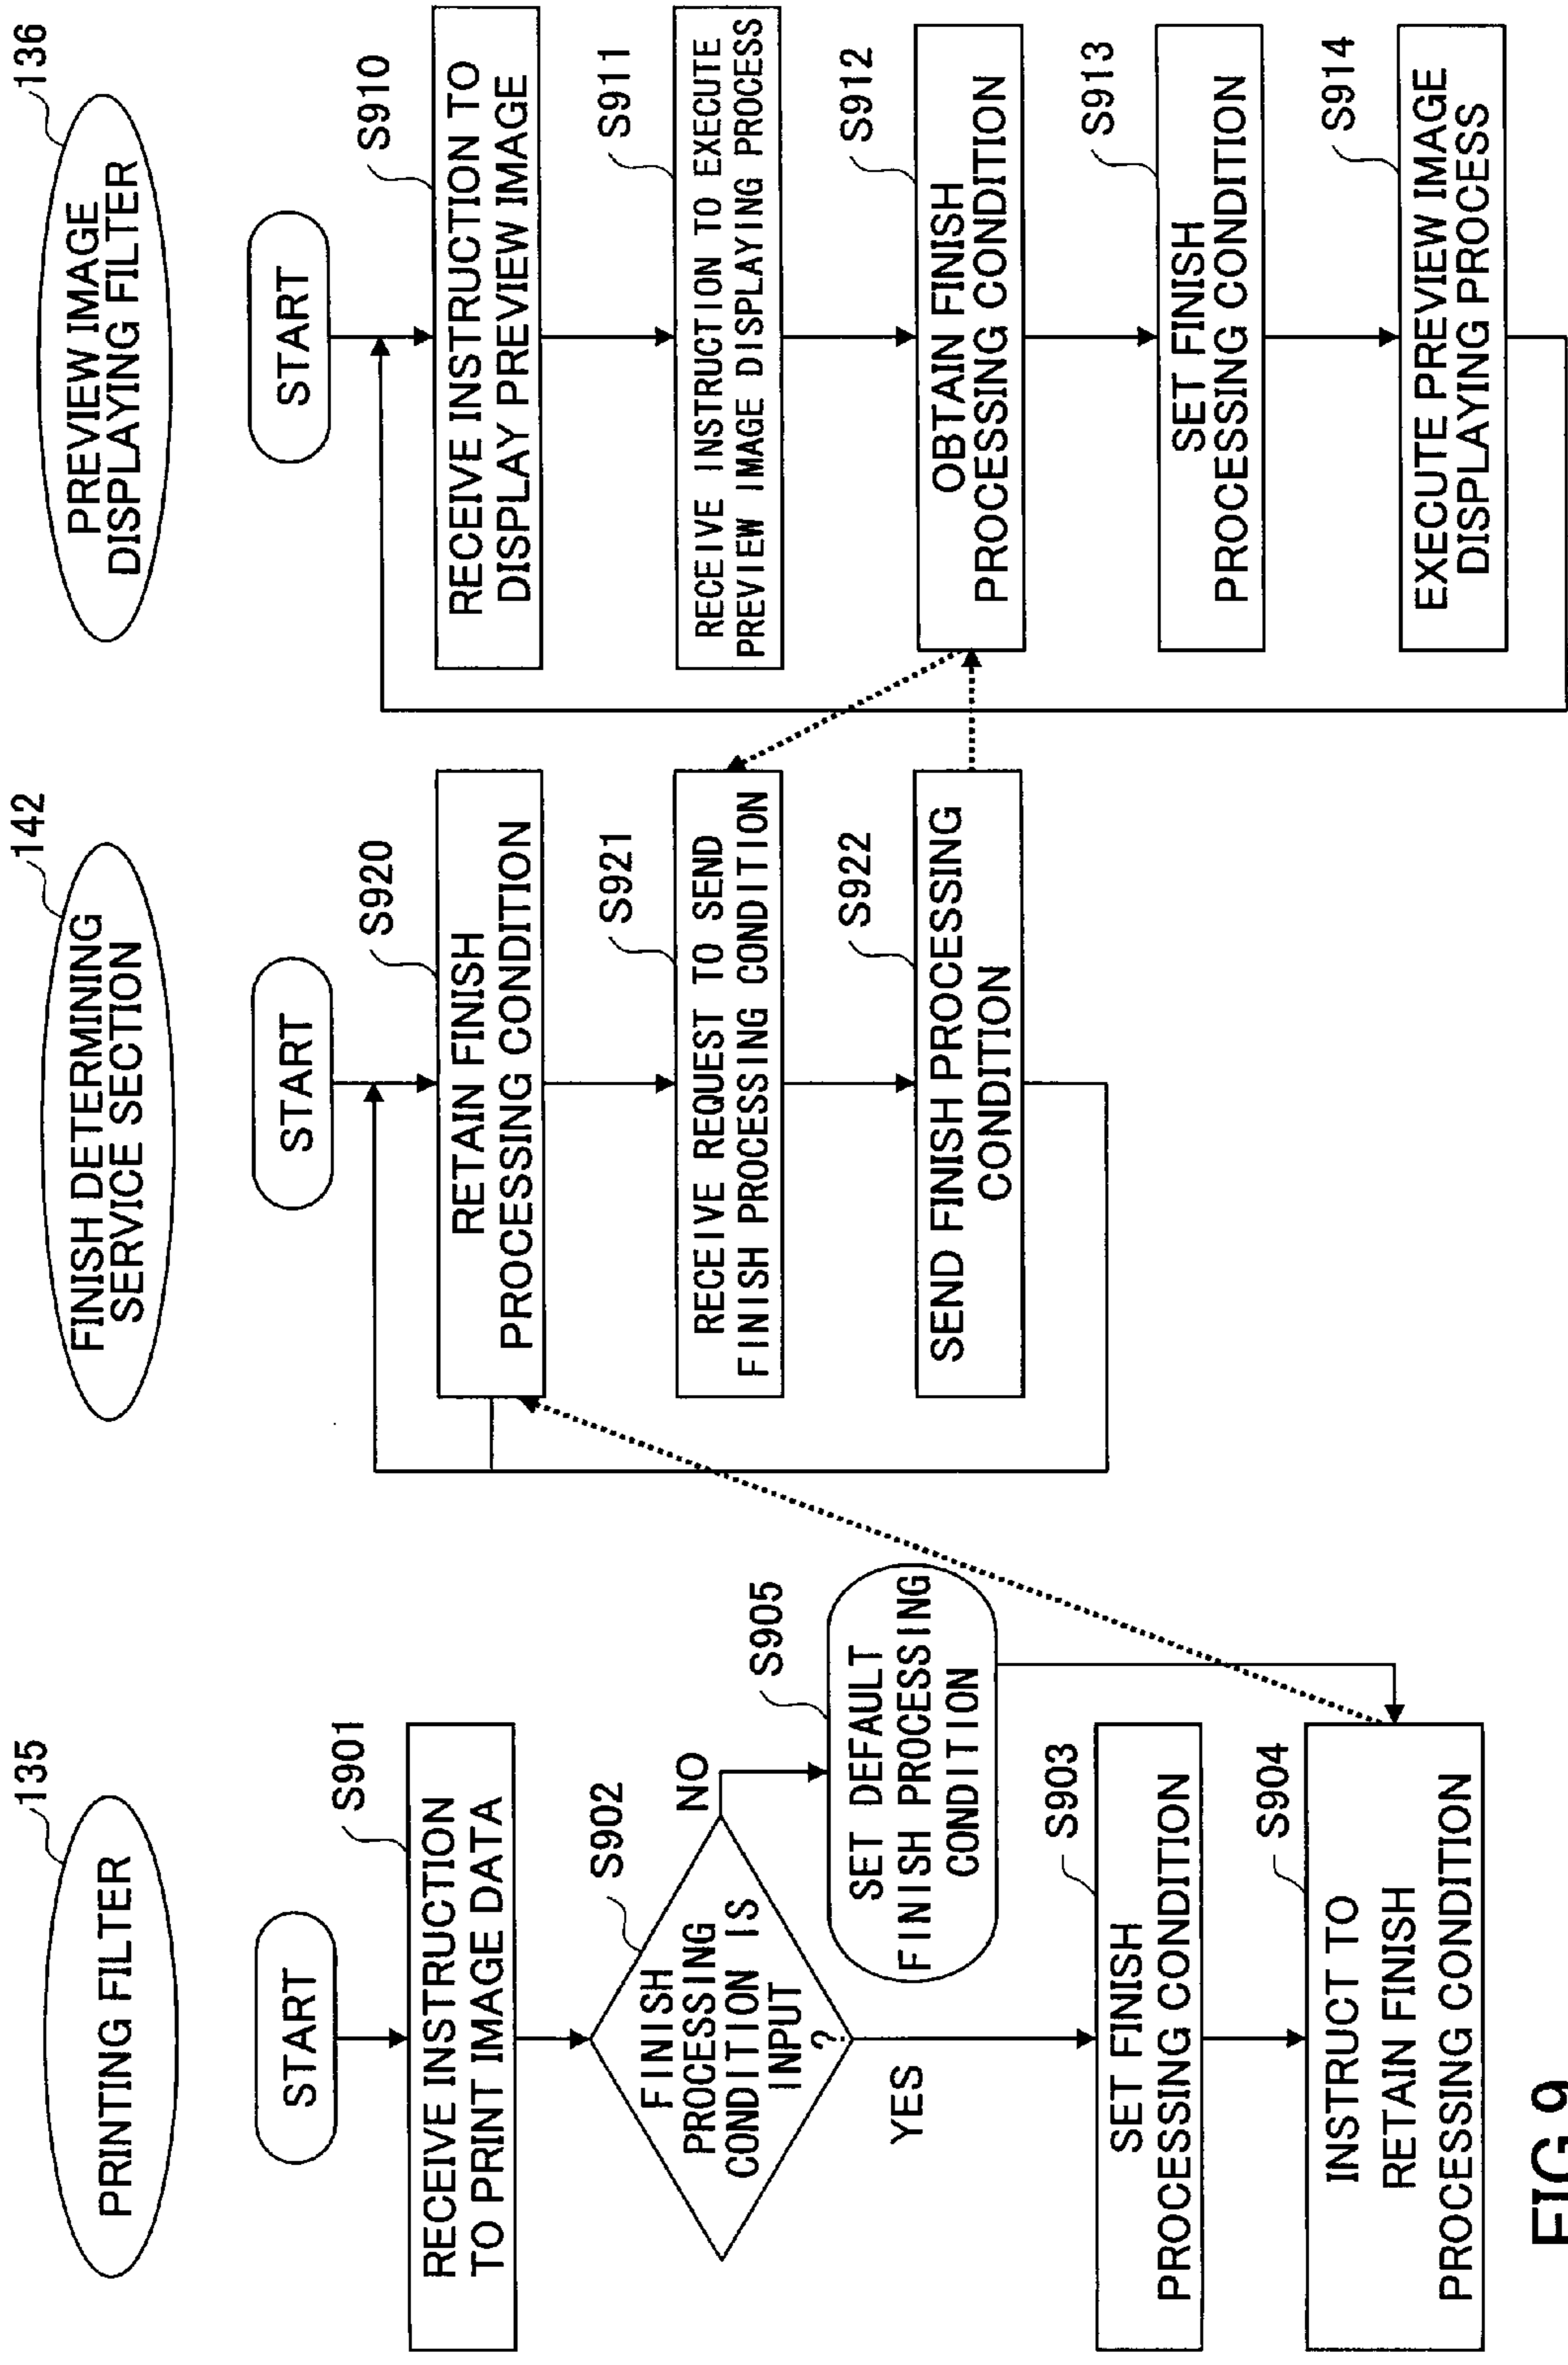 135
PRINTING FILTER
START
S901
RECEIVE INSTRUCTION
TO PRINT IMAGE DATA
S902
FINISH
PROCESSING
CONDITION IS
INPUT
?
NO
YES
S905
SET DEFAULT
FINISH PROCESSING
CONDITION
S903
SET FINISH
PROCESSING CONDITION
S904
INSTRUCT TO
RETAIN FINISH
PROCESSING CONDITION
142
FINISH DETERMINING
SERVICE SECTION
START
S920
RETAIN FINISH
PROCESSING CONDITION
S921
RECEIVE REQUEST TO SEND
FINISH PROCESSING CONDITION
S922
SEND FINISH PROCESSING
CONDITION
136
PREVIEW IMAGE
DISPLAYING FILTER
START
S910
RECEIVE INSTRUCTION TO
DISPLAY PREVIEW IMAGE
S911
RECEIVE INSTRUCTION TO EXECUTE
PREVIEW IMAGE DISPLAYING PROCESS
S912
OBTAIN FINISH
PROCESSING CONDITION
S913
SET FINISH
PROCESSING CONDITION
S914
EXECUTE PREVIEW IMAGE
DISPLAYING PROCESS
FIG.9